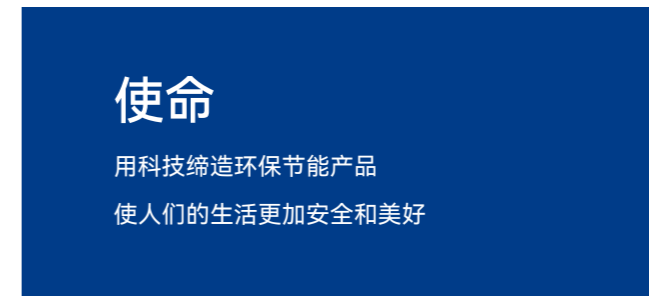 使命
用科技缔造环保节能产品
使人们的生活更加安全和美好